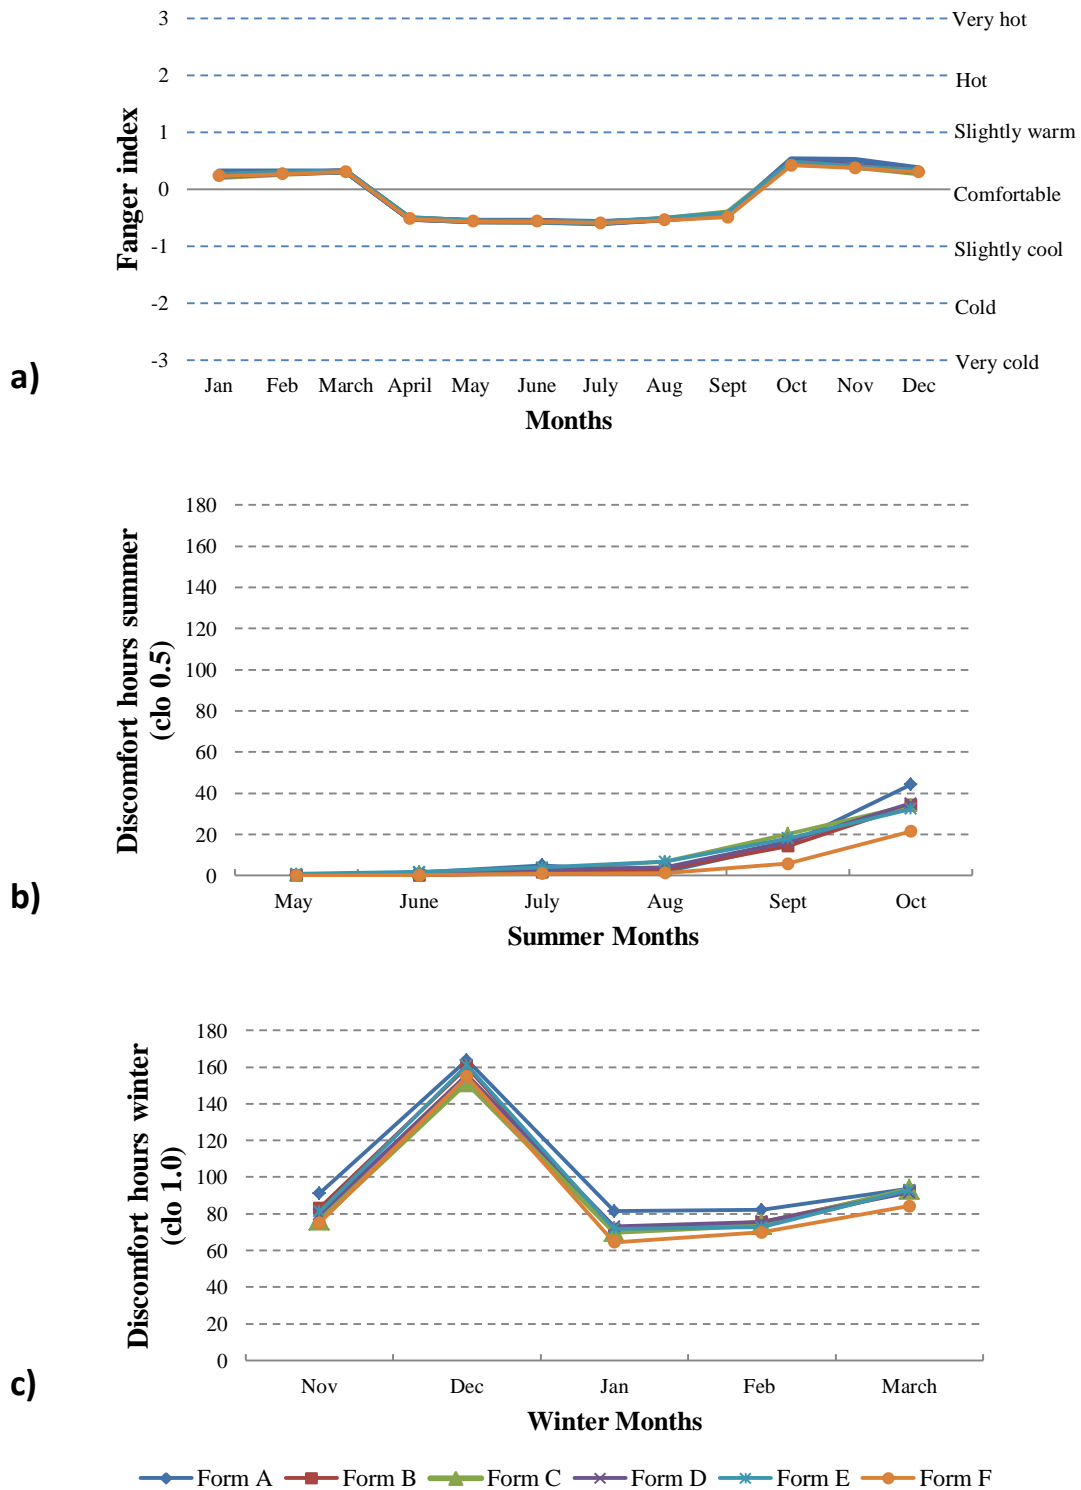 3
2
1
0
-1
-2
-3
Fanger index
Very hot
Hot
Slightly warm
Comfortable
Slightly cool
Cold
Very cold
a)
Jan Feb March April May June July Aug Sept Oct Nov Dec
Months
180
160
140
120
100
80
60
40
20
0
Discomfort hours summer
(clo 0.5)
b)
May June July Aug Sept Oct
Summer Months
180
160
140
120
100
80
60
40
20
0
Discomfort hours winter
(clo 1.0)
c)
Nov Dec Jan Feb March
Winter Months
Form A Form B Form C Form D Form E Form F